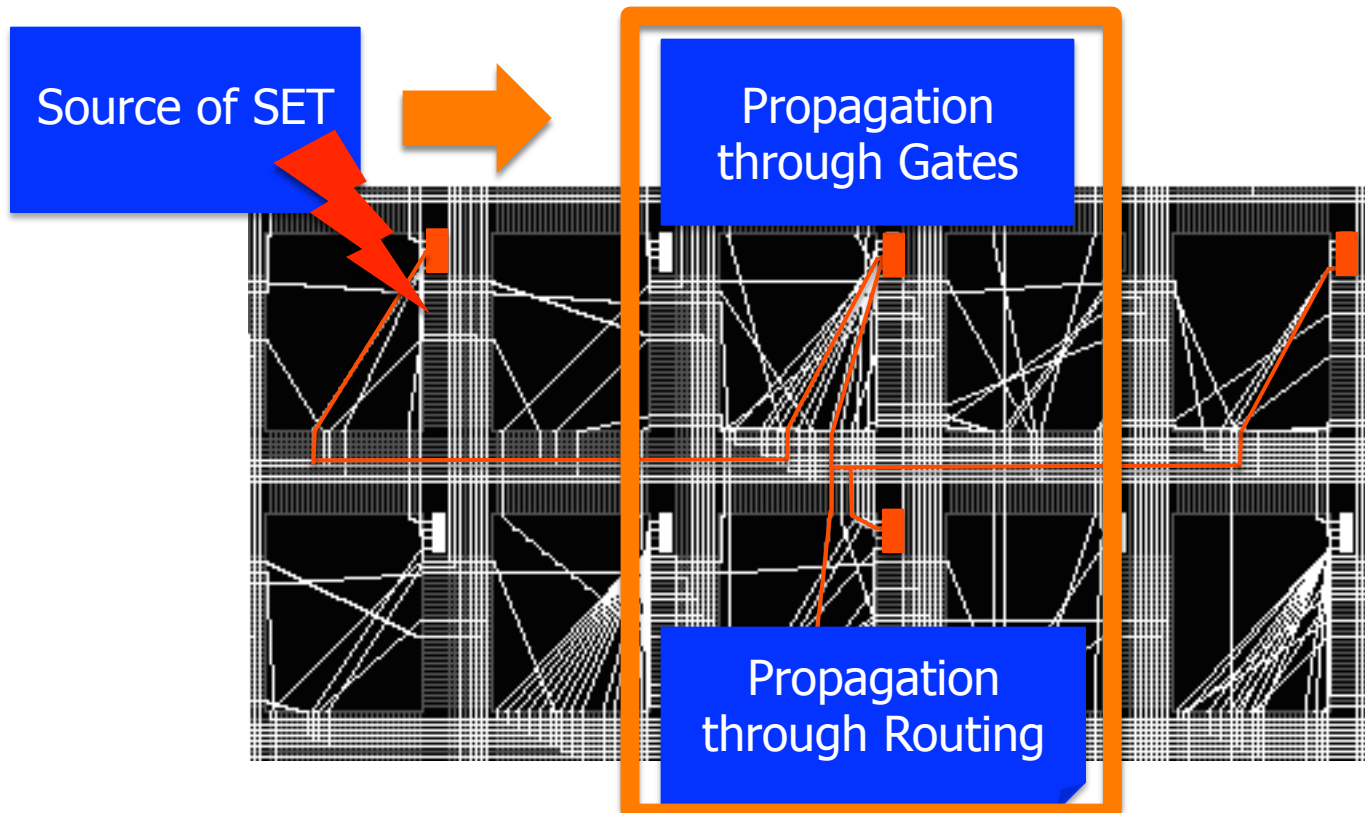 Source of SET
Propagation
through Gates
Propagation
through Routing